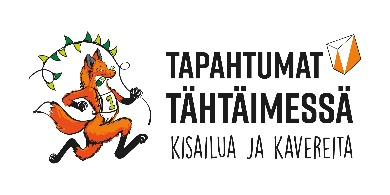 TAPAHTUMAT
TÄHTÄIMESSÄ
KISAILUA JA KAVEREITA